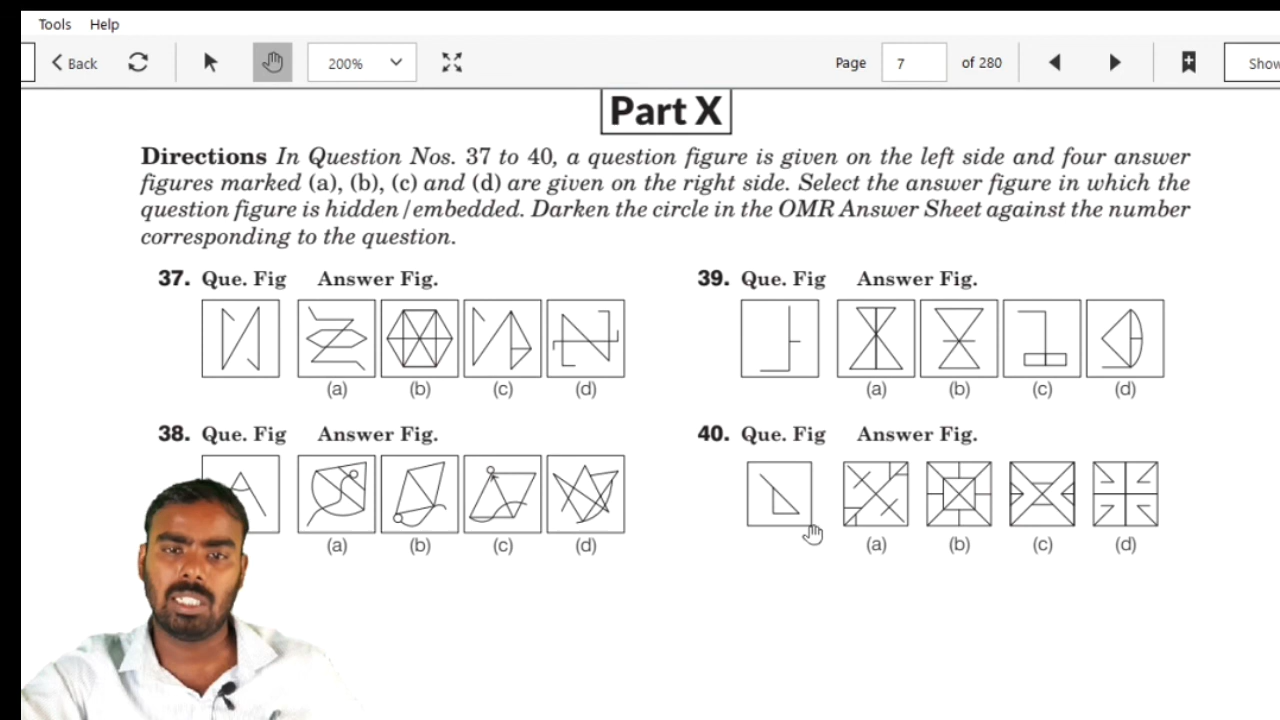 Tools Help
Back 200% Page 7 of 280 Show
Part X
Directions In Question Nos. 37 to 40, a question figure is given on the left side and four answer
figures marked (a), (b), (c) and (d) are given on the right side. Select the answer figure in which the
question figure is hidden/embedded. Darken the circle in the OMR Answer Sheet against the number
corresponding to the question.
37. Que. Fig Answer Fig.
(a) (b) (c) (d)
38. Que. Fig Answer Fig.
(a) (b) (c) (d)
39. Que. Fig Answer Fig.
(a) (b) (c) (d)
40. Que. Fig Answer Fig.
(a) (b) (c) (d)